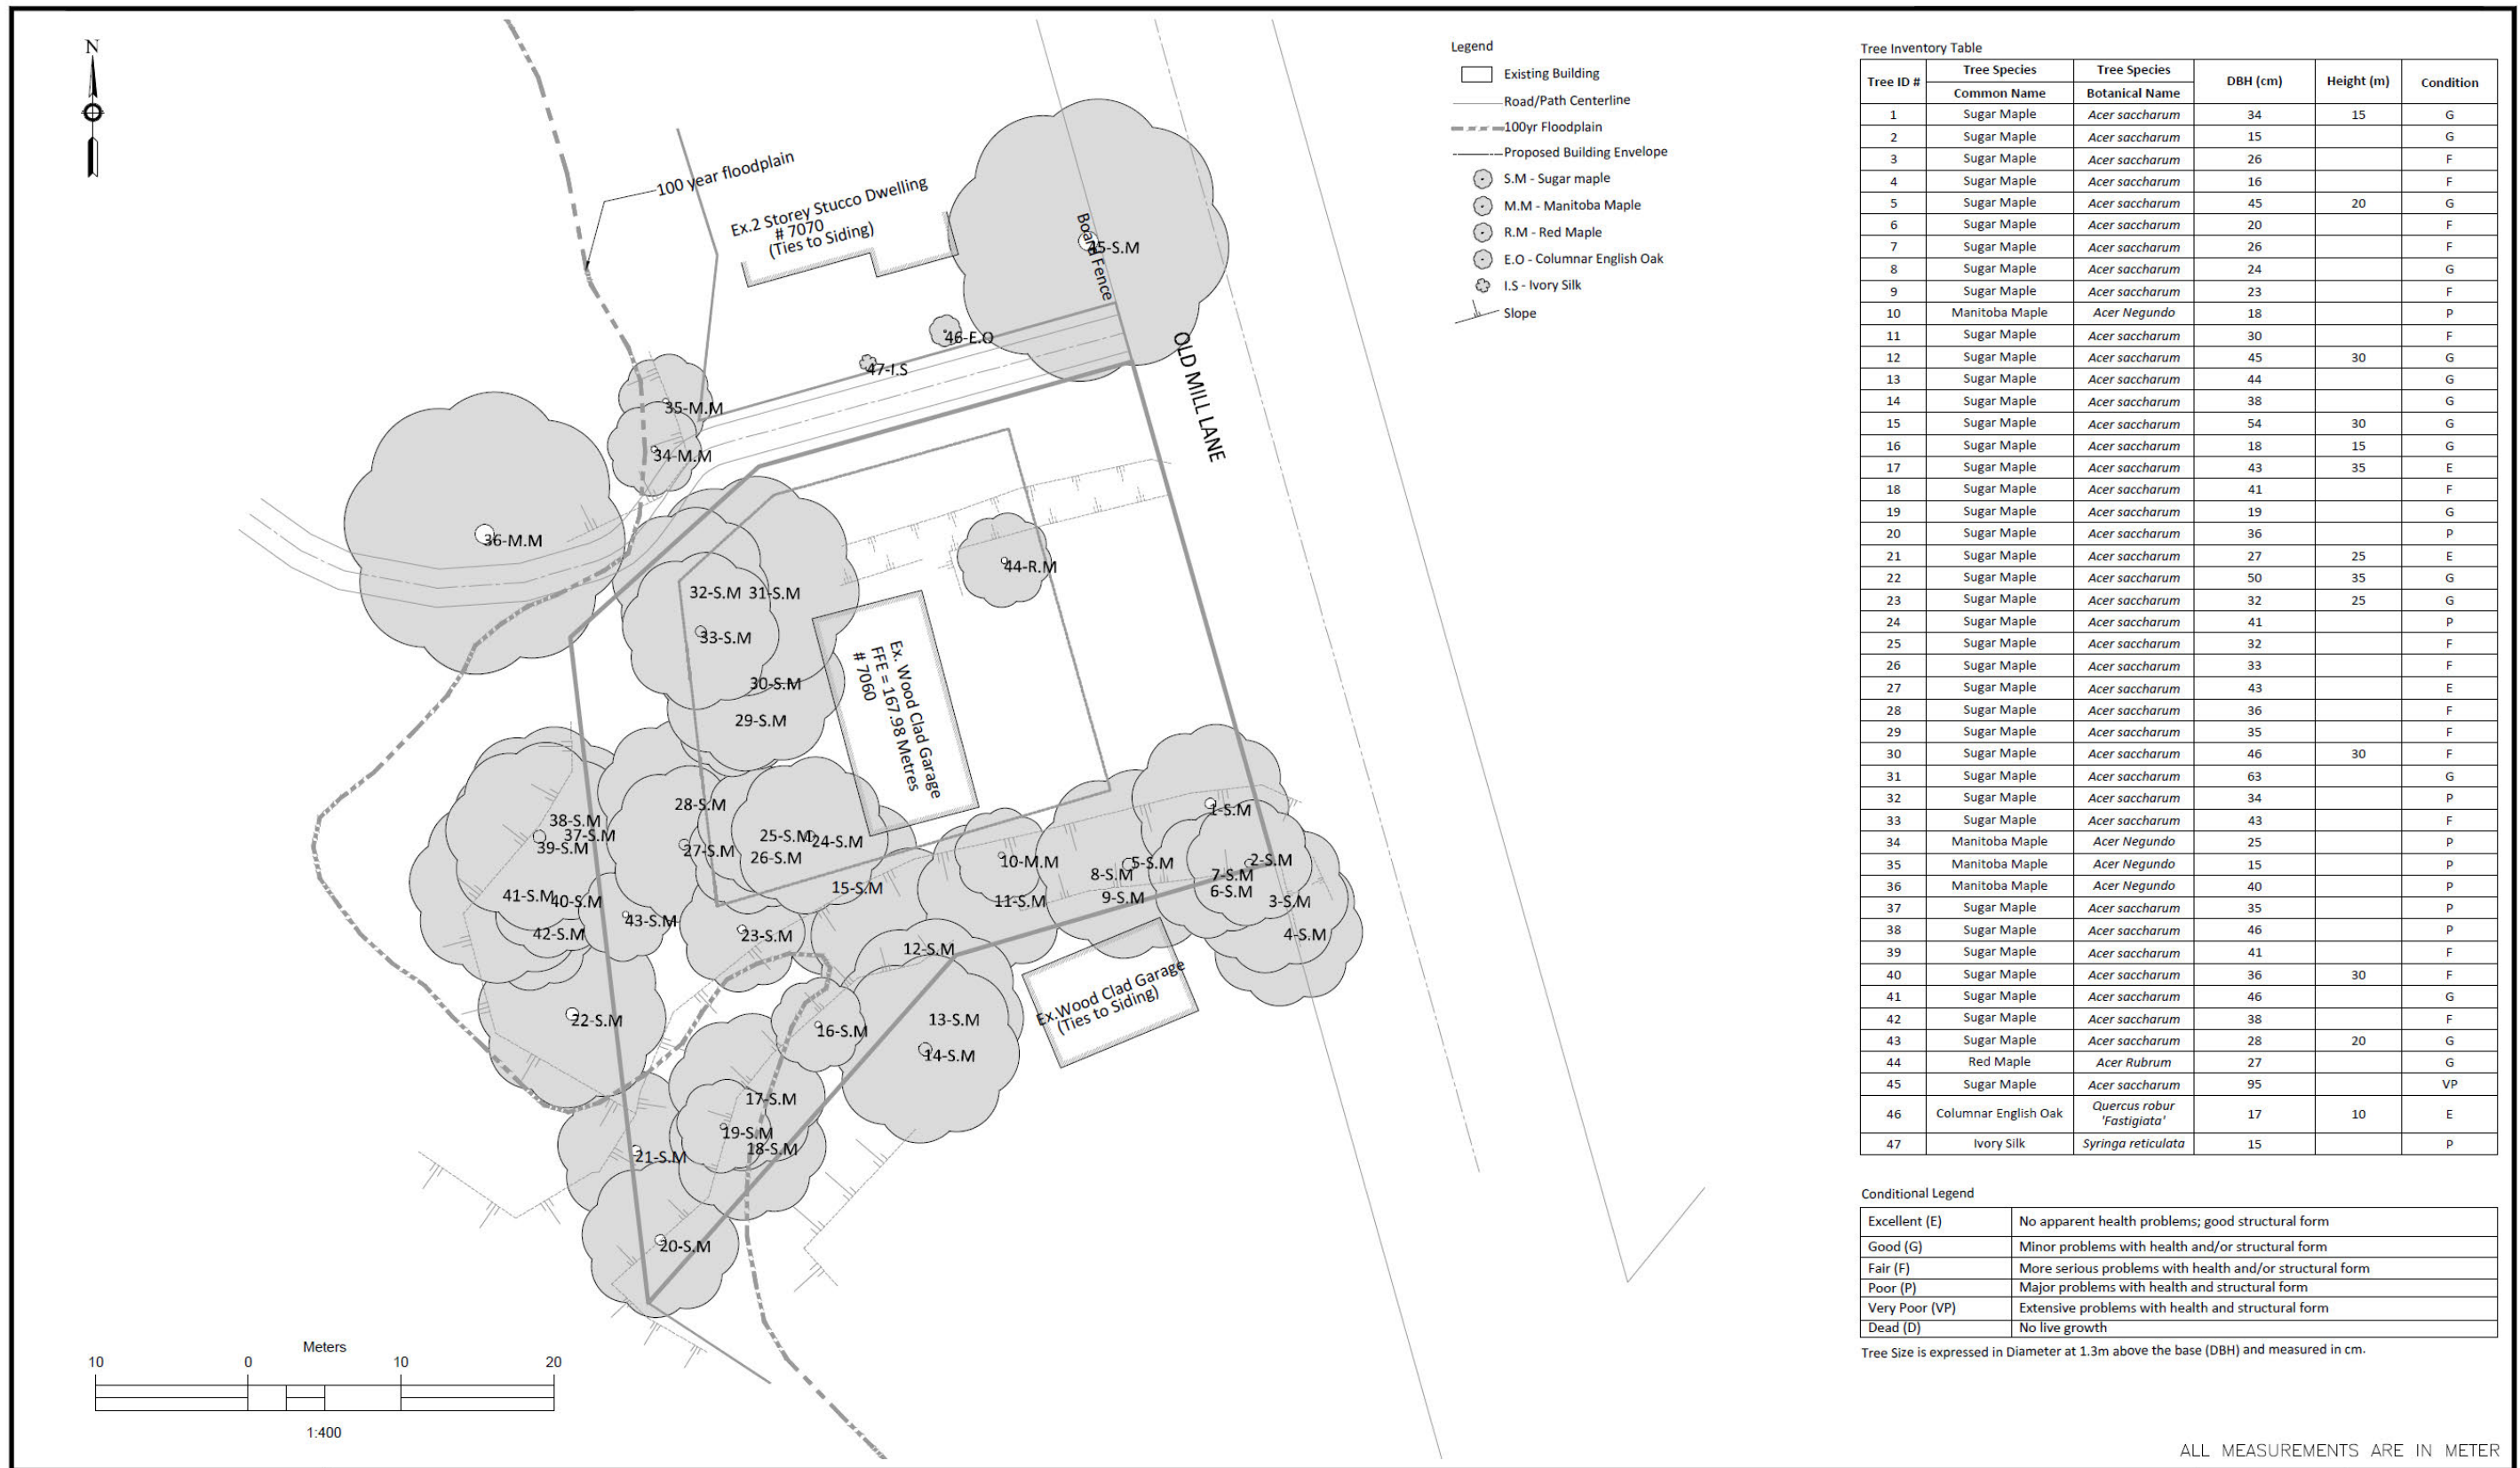 N
100 year floodplain
Ex.2 Storey Stucco Dwelling
# 7070
(Ties to Siding)
Board Fence
45-S.M
46-E.O
47-I.S
OLD MILL LANE
35-M.M
34-M.M
36-M.M
44-R.M
32-S.M
31-S.M
33-S.M
30-S.M
29-S.M
Ex. Wood Clad Garage
FFE = 167.98 Metres
# 7060
28-S.M
38-S.M
37-S.M
39-S.M
27-S.M
25-S.M
24-S.M
26-S.M
1-S.M
10-M.M
5-S.M
2-S.M
8-S.M
7-S.M
15-S.M
6-S.M
9-S.M
11-S.M
3-S.M
41-S.M
40-S.M
43-S.M
42-S.M
23-S.M
4-S.M
12-S.M
Ex.Wood Clad Garage
(Ties to Siding)
22-S.M
16-S.M
13-S.M
14-S.M
17-S.M
19-S.M
18-S.M
21-S.M
20-S.M
Meters
10 0 10 20
1:400
Legend
Existing Building
Road/Path Centerline
100yr Floodplain
Proposed Building Envelope
S.M - Sugar maple
M.M - Manitoba Maple
R.M - Red Maple
E.O - Columnar English Oak
I.S - Ivory Silk
Slope
Tree Inventory Table
Tree ID # Tree Species Tree Species DBH (cm) Height (m) Condition
Common Name Botanical Name
1 Sugar Maple Acer saccharum 34 15 G
2 Sugar Maple Acer saccharum 15 G
3 Sugar Maple Acer saccharum 26 F
4 Sugar Maple Acer saccharum 16 F
5 Sugar Maple Acer saccharum 45 20 G
6 Sugar Maple Acer saccharum 20 F
7 Sugar Maple Acer saccharum 26 F
8 Sugar Maple Acer saccharum 24 G
9 Sugar Maple Acer saccharum 23 F
10 Manitoba Maple Acer Negundo 18 P
11 Sugar Maple Acer saccharum 30 F
12 Sugar Maple Acer saccharum 45 30 G
13 Sugar Maple Acer saccharum 44 G
14 Sugar Maple Acer saccharum 38 G
15 Sugar Maple Acer saccharum 54 30 G
16 Sugar Maple Acer saccharum 18 15 G
17 Sugar Maple Acer saccharum 43 35 E
18 Sugar Maple Acer saccharum 41 F
19 Sugar Maple Acer saccharum 19 G
20 Sugar Maple Acer saccharum 36 P
21 Sugar Maple Acer saccharum 27 25 E
22 Sugar Maple Acer saccharum 50 35 G
23 Sugar Maple Acer saccharum 32 25 G
24 Sugar Maple Acer saccharum 41 P
25 Sugar Maple Acer saccharum 32 F
26 Sugar Maple Acer saccharum 33 F
27 Sugar Maple Acer saccharum 43 E
28 Sugar Maple Acer saccharum 36 F
29 Sugar Maple Acer saccharum 35 F
30 Sugar Maple Acer saccharum 46 30 F
31 Sugar Maple Acer saccharum 63 G
32 Sugar Maple Acer saccharum 34 P
33 Sugar Maple Acer saccharum 43 F
34 Manitoba Maple Acer Negundo 25 P
35 Manitoba Maple Acer Negundo 15 P
36 Manitoba Maple Acer Negundo 40 P
37 Sugar Maple Acer saccharum 35 P
38 Sugar Maple Acer saccharum 46 P
39 Sugar Maple Acer saccharum 41 F
40 Sugar Maple Acer saccharum 36 30 F
41 Sugar Maple Acer saccharum 46 G
42 Sugar Maple Acer saccharum 38 F
43 Sugar Maple Acer saccharum 28 20 G
44 Red Maple Acer Rubrum 27 G
45 Sugar Maple Acer saccharum 95 VP
46 Columnar English Oak Quercus robur 'Fastigiata' 17 10 E
47 Ivory Silk Syringa reticulata 15 P
Conditional Legend
Excellent (E) No apparent health problems; good structural form
Good (G) Minor problems with health and/or structural form
Fair (F) More serious problems with health and/or structural form
Poor (P) Major problems with health and structural form
Very Poor (VP) Extensive problems with health and structural form
Dead (D) No live growth
Tree Size is expressed in Diameter at 1.3m above the base (DBH) and measured in cm.
ALL MEASUREMENTS ARE IN METER